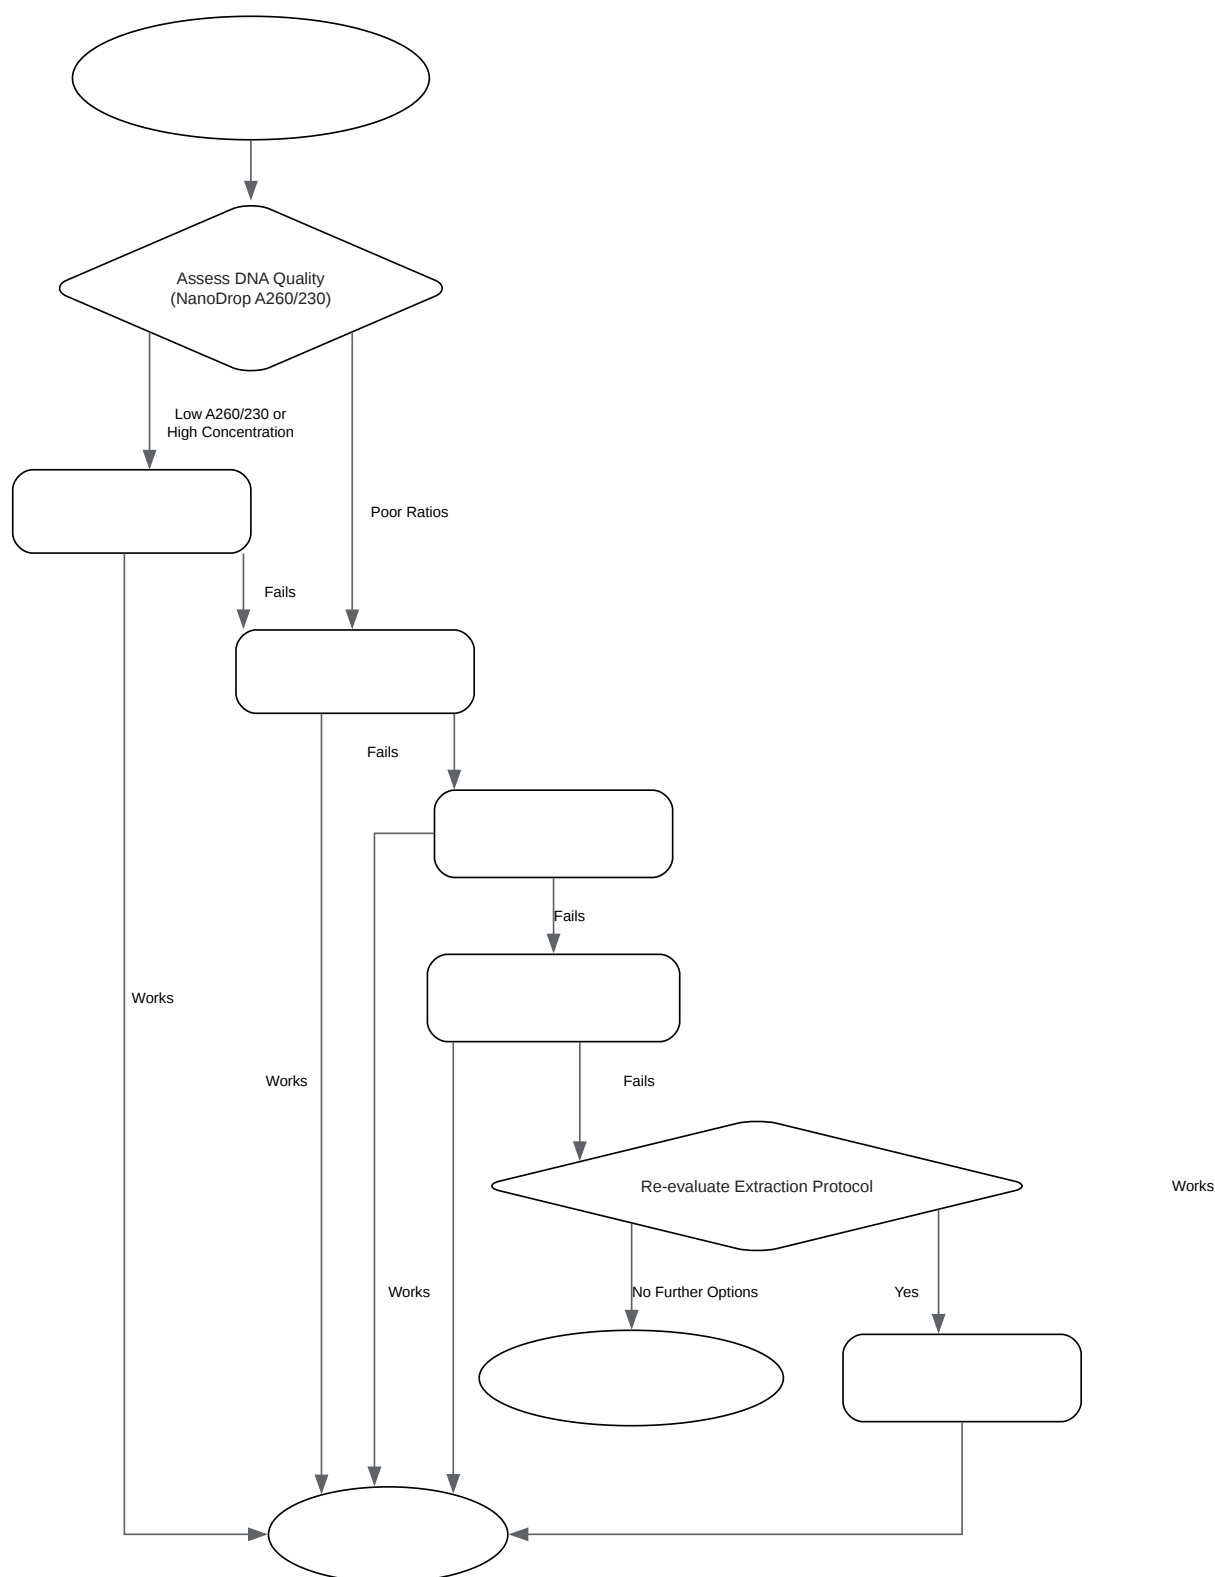 Assess DNA Quality
(NanoDrop A260/230)
Low A260/230 or
High Concentration
Poor Ratios
Fails
Fails
Fails
Works
Works
Fails
Re-evaluate Extraction Protocol
Works
Works
No Further Options
Yes